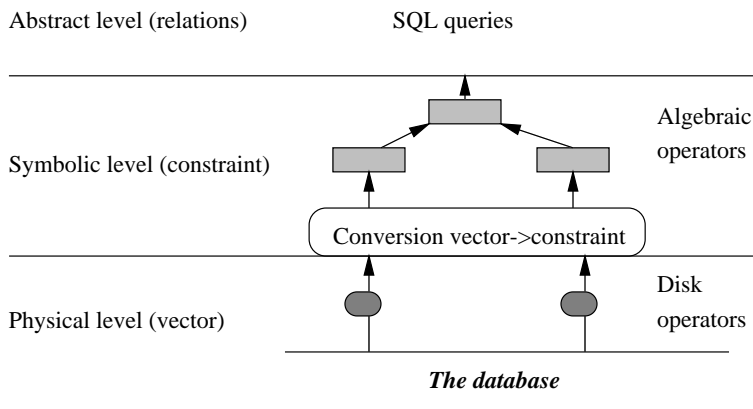 Abstract level (relations)
SQL queries
Algebraic
operators
Symbolic level (constraint)
Conversion vector->constraint
Disk
operators
Physical level (vector)
The database